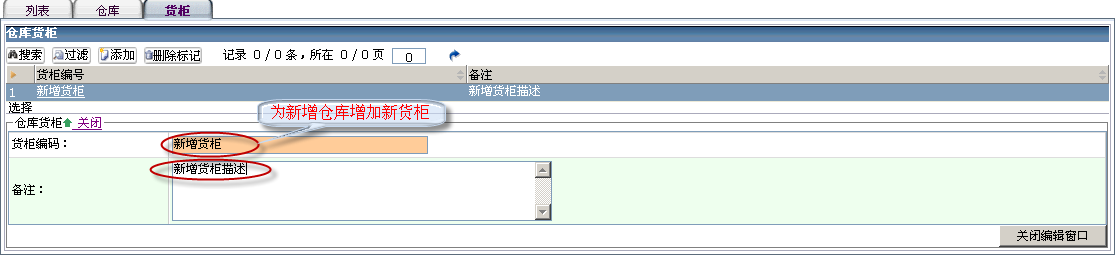 列表 仓库 货柜
仓库货柜
搜索 过滤 添加 删除标记 记录 0 / 0 条，所在 0 / 0 页 0
货柜编号 备注
1 新增货柜 新增货柜描述
选择
为新增仓库增加新货柜
仓库货柜 关闭
货柜编码： 新增货柜
新增货柜描述
备注：
关闭编辑窗口